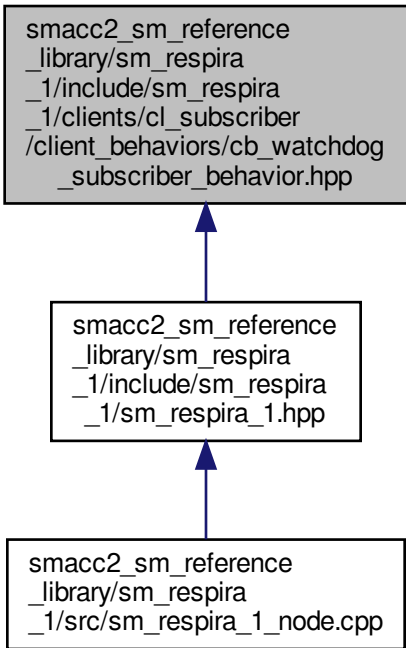 smacc2_sm_reference
_library/sm_respira
_1/include/sm_respira
_1/clients/cl_subscriber
/client_behaviors/cb_watchdog
_subscriber_behavior.hpp
smacc2_sm_reference
_library/sm_respira
_1/include/sm_respira
_1/sm_respira_1.hpp
smacc2_sm_reference
_library/sm_respira
_1/src/sm_respira_1_node.cpp